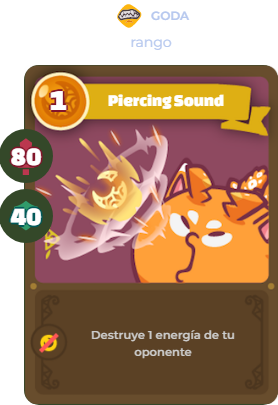 GODA
rango
1
Piercing Sound
80
40
Destruye 1 energía de tu
oponente